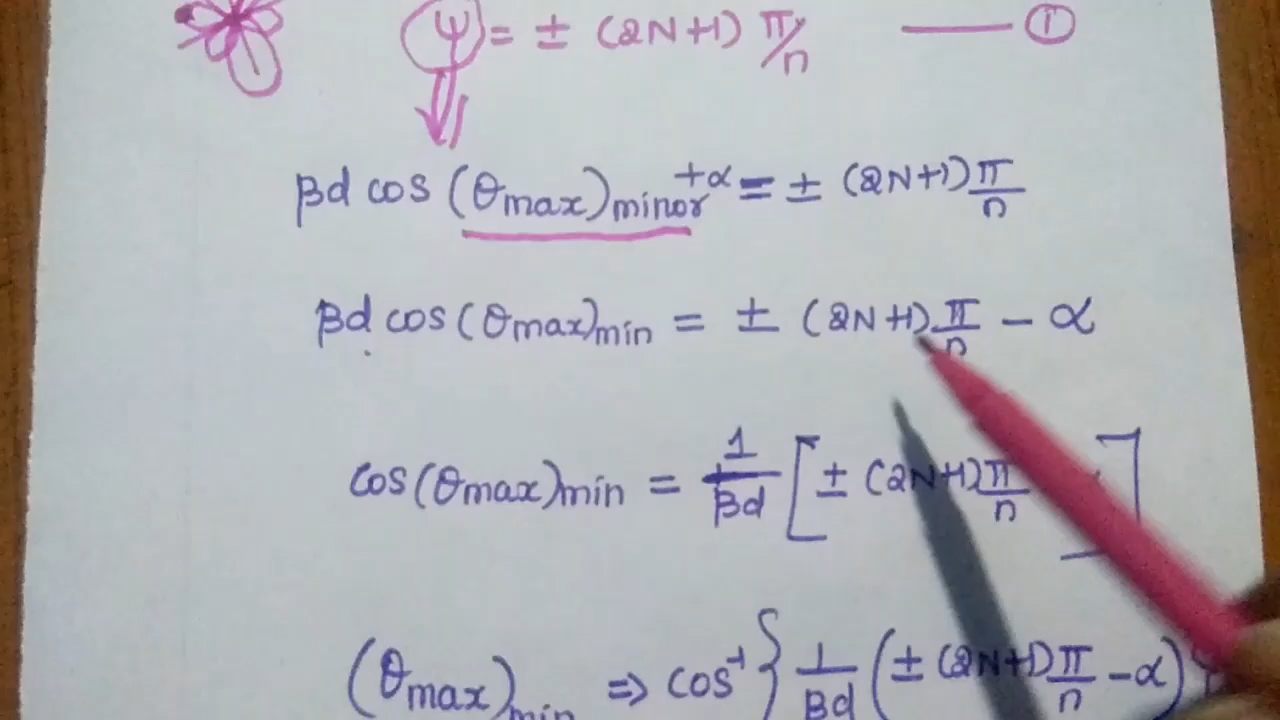 ψ = ± (2N+1) π/n —— ①
βd cos (θmax)minor +α = ± (2N+1) π/n
βd cos (θmax)min = ± (2N+1) π/n - α
cos (θmax)min = 1/βd [± (2N+1) π/n ]
(θmax)min ⇒ cos⁻¹ { 1/βd (± (2N+1) π/n - α)